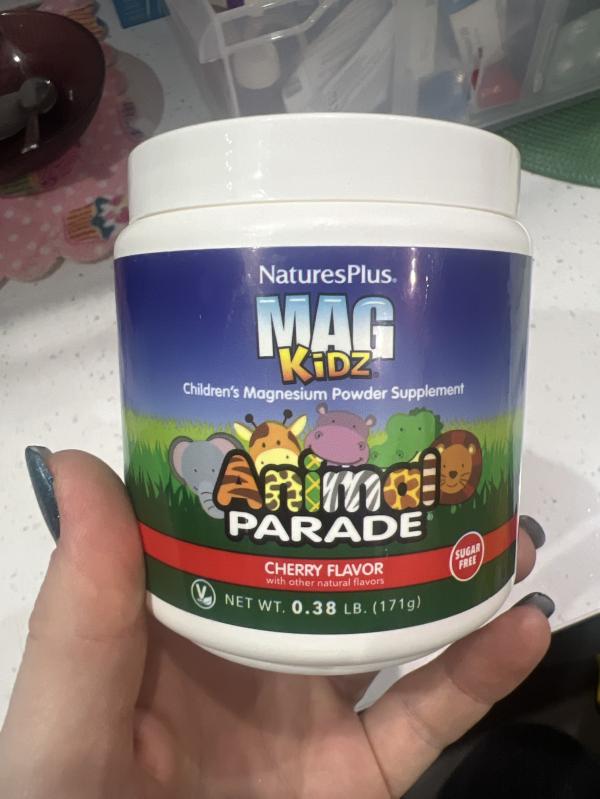 NaturesPlus®
MAG
KiDZ®
Children's Magnesium Powder Supplement
Animal
PARADE®
CHERRY FLAVOR
with other natural flavors
SUGAR
FREE
V
NET WT. 0.38 LB. (171g)